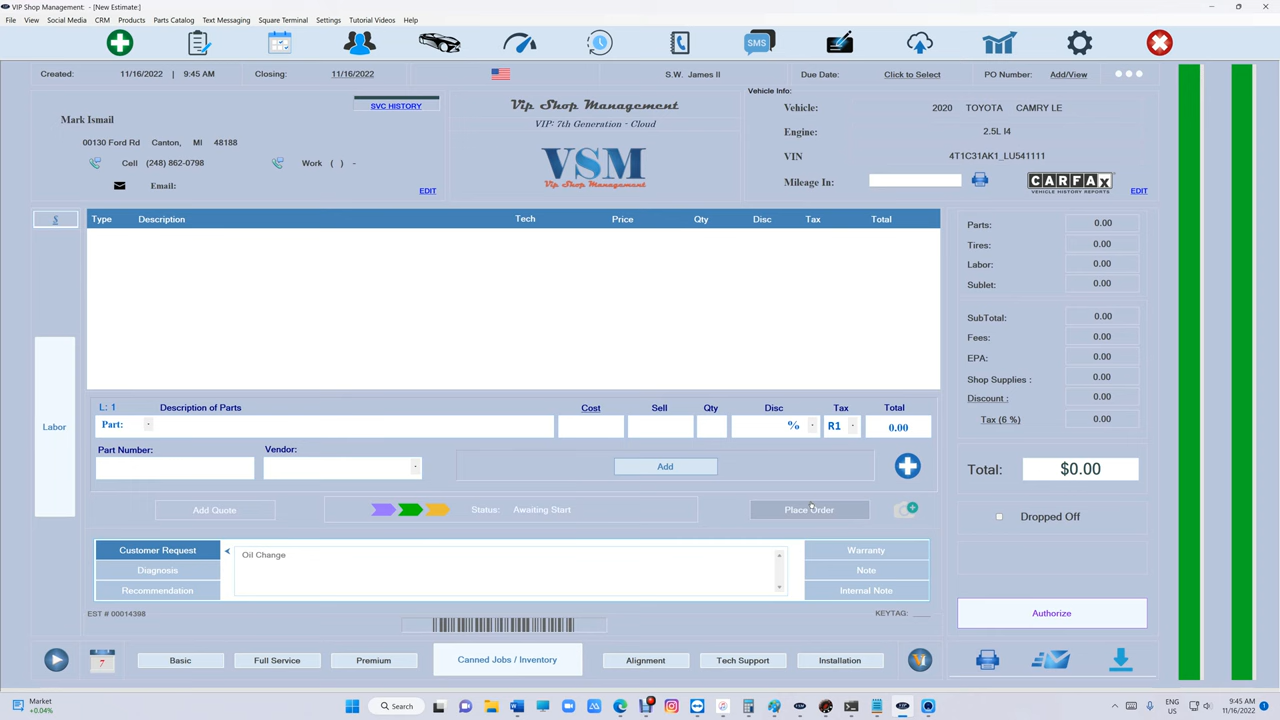 VIP Shop Management: - [New Estimate:]
File View Social Media CRM Products Parts Catalog Text Messaging Square Terminal Settings Tutorial Videos Help
SMS
Created: 11/16/2022 | 9:45 AM Closing: 11/16/2022 S.W. James II Due Date: Click to Select PO Number: Add/View
SVC HISTORY
Mark Ismail
00130 Ford Rd Canton, MI 48188
Cell (248) 862-0798 Work ( ) -
Email:
EDIT
Vip Shop Management
VIP: 7th Generation - Cloud
VSM
Vip Shop Management
Vehicle Info:
Vehicle: 2020 TOYOTA CAMRY LE
Engine: 2.5L I4
VIN 4T1C31AK1_LU541111
Mileage In:
CARFAX
VEHICLE HISTORY REPORTS
EDIT
S Type Description Tech Price Qty Disc Tax Total
Labor
L: 1 Description of Parts Cost Sell Qty Disc Tax Total
Part: % R1 0.00
Part Number: Vendor:
Add
Add Quote Status: Awaiting Start Place Order
Customer Request Oil Change Warranty
Diagnosis Note
Recommendation Internal Note
EST # 00014398 KEYTAG: ____
Parts: 0.00
Tires: 0.00
Labor: 0.00
Sublet: 0.00
SubTotal: 0.00
Fees: 0.00
EPA: 0.00
Shop Supplies : 0.00
Discount : 0.00
Tax (6 %) 0.00
Total: $0.00
Dropped Off
Authorize
7 Basic Full Service Premium Canned Jobs / Inventory Alignment Tech Support Installation
Market
+0.04%
Search
ENG
US
9:45 AM
11/16/2022